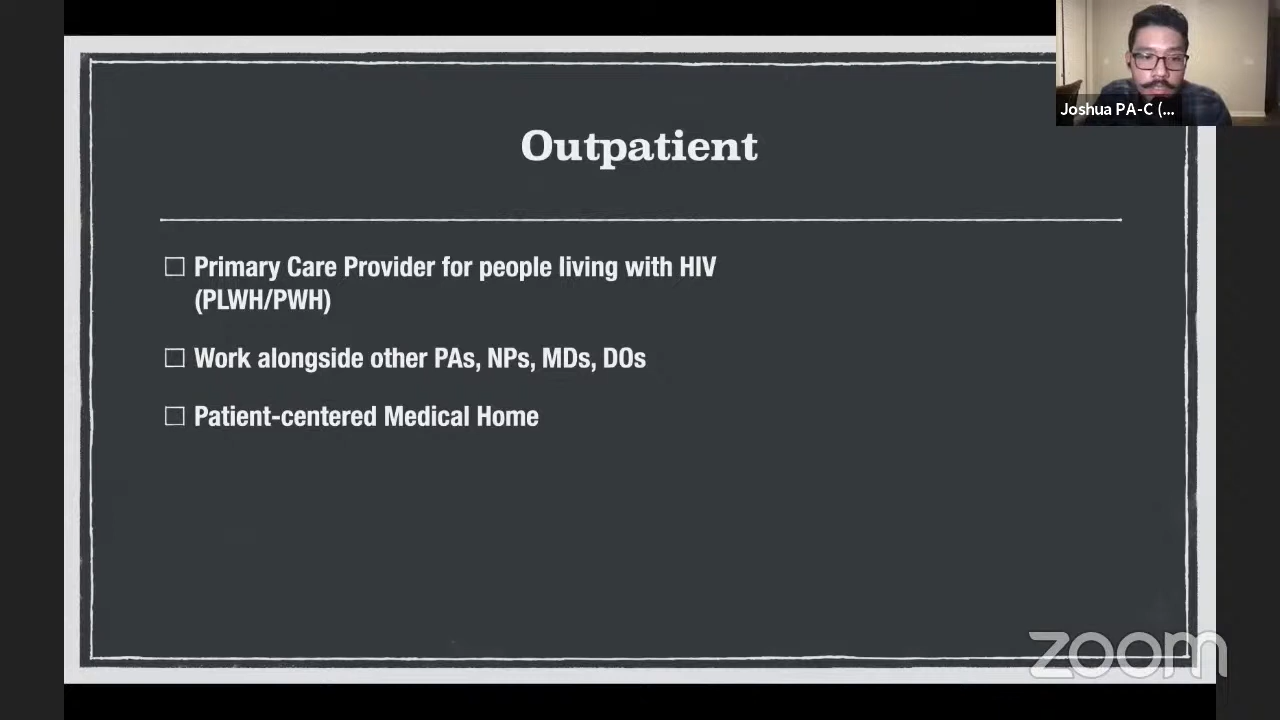 Joshua PA-C (...
Outpatient
Primary Care Provider for people living with HIV
(PLWH/PWH)
Work alongside other PAs, NPs, MDs, DOs
Patient-centered Medical Home
zoom